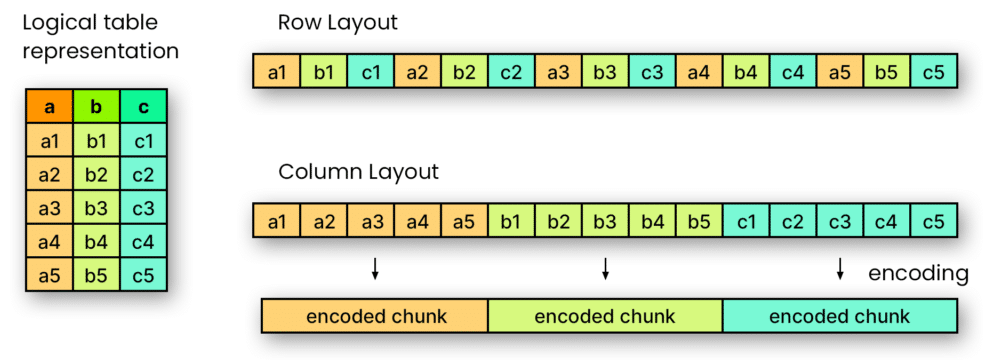 Logical table
representation
a b c
a1 b1 c1
a2 b2 c2
a3 b3 c3
a4 b4 c4
a5 b5 c5
Row Layout
a1 b1 c1 a2 b2 c2 a3 b3 c3 a4 b4 c4 a5 b5 c5
Column Layout
a1 a2 a3 a4 a5 b1 b2 b3 b4 b5 c1 c2 c3 c4 c5
encoding
encoded chunk encoded chunk encoded chunk